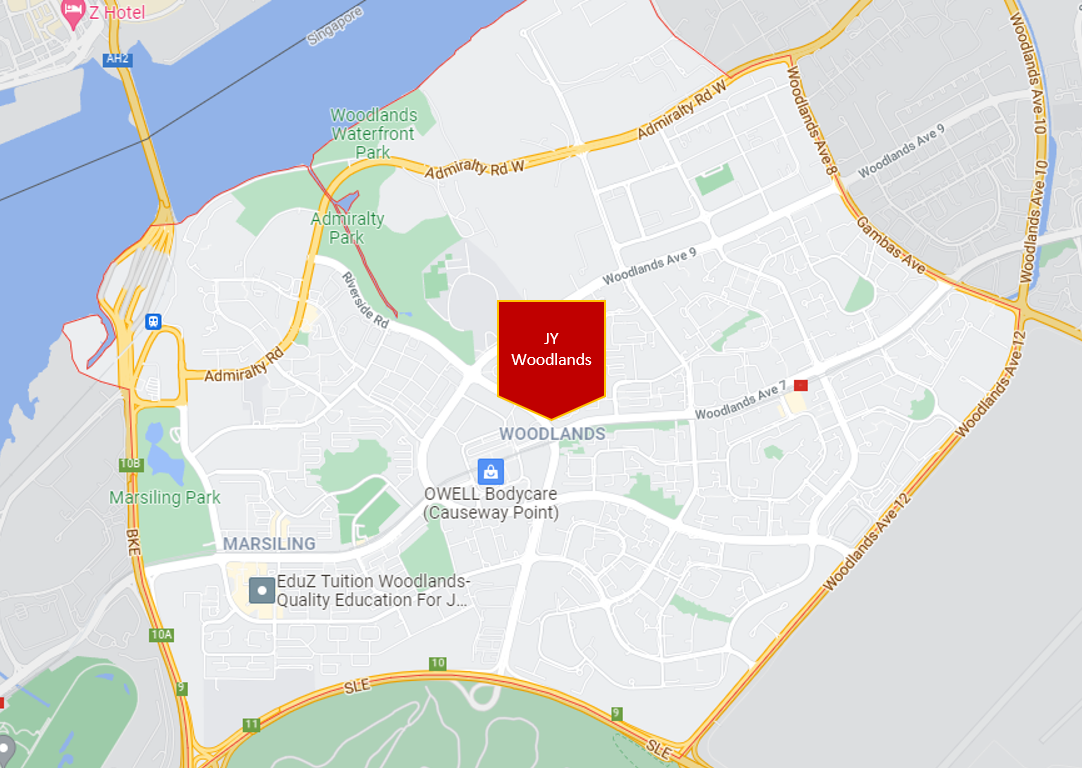 Z Hotel
Singapore
AH2
Woodlands Ave 10
Woodlands
Waterfront
Park
Admiralty Rd W
Woodlands Ave 8
Woodlands Ave 9
Admiralty Rd W
Woodlands Ave 10
Admiralty
Park
Gambas Ave
Woodlands Ave 9
Riverside Rd
JY
Woodlands
Admiralty Rd
Woodlands Ave 7
Woodlands Ave 12
WOODLANDS
10B
OWELL Bodycare
(Causeway Point)
Marsiling Park
BKE
MARSILING
Woodlands Ave 12
EduZ Tuition Woodlands-
Quality Education For J...
10A
10
9
SLE
11
9
SLE